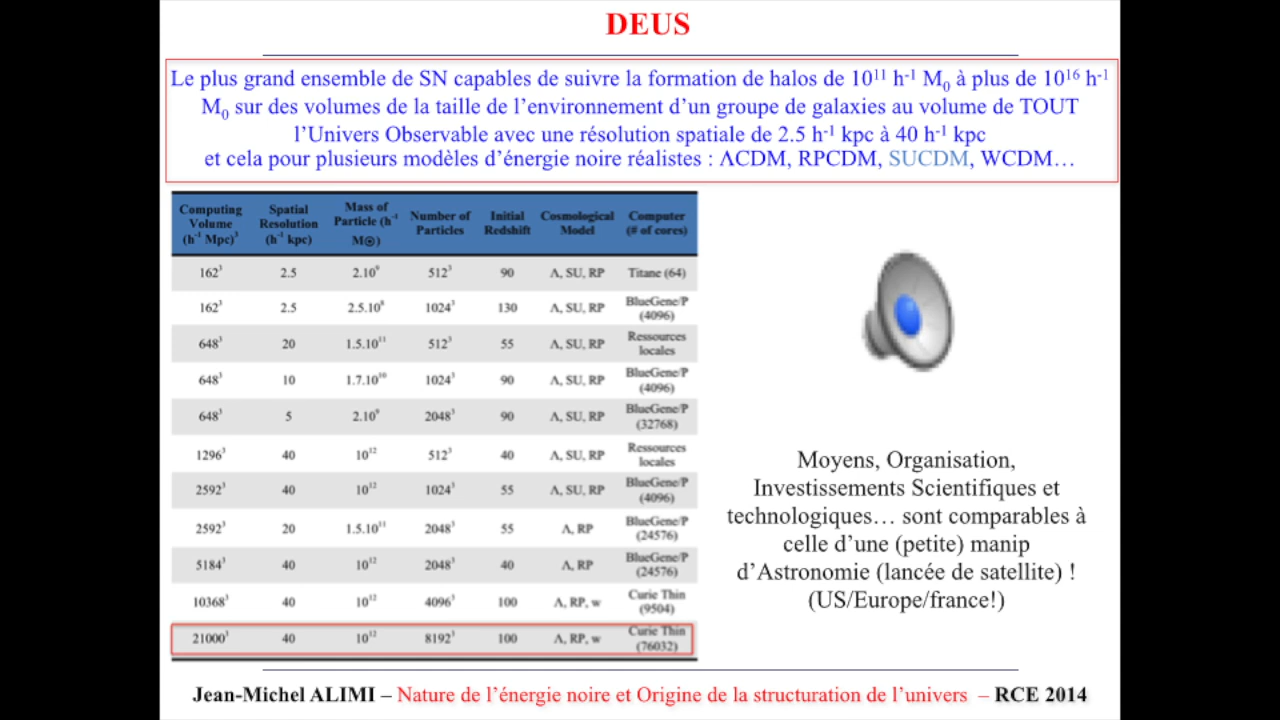 DEUS
Le plus grand ensemble de SN capables de suivre la formation de halos de 10¹¹ h⁻¹ M₀ à plus de 10¹⁶ h⁻¹
M₀ sur des volumes de la taille de l’environnement d’un groupe de galaxies au volume de TOUT
l’Univers Observable avec une résolution spatiale de 2.5 h⁻¹ kpc à 40 h⁻¹ kpc
et cela pour plusieurs modèles d’énergie noire réalistes : ΛCDM, RPCDM, SUCDM, WCDM…
Computing Volume (h⁻¹ Mpc)³ Spatial Resolution (h⁻¹ kpc) Mass of Particle (h⁻¹ M⊙) Number of Particles Initial Redshift Cosmological Model Computer (# of cores)
162³ 2.5 2.10⁹ 512³ 90 Λ, SU, RP Titane (64)
162³ 2.5 2.5.10⁸ 1024³ 130 Λ, SU, RP BlueGene/P (4096)
648³ 20 1.5.10¹¹ 512³ 55 Λ, SU, RP Ressources locales
648³ 10 1.7.10¹⁰ 1024³ 90 Λ, SU, RP BlueGene/P (4096)
648³ 5 2.10⁹ 2048³ 90 Λ, SU, RP BlueGene/P (32768)
1296³ 40 10¹² 512³ 40 Λ, SU, RP Ressources locales
2592³ 40 10¹² 1024³ 55 Λ, SU, RP BlueGene/P (4096)
2592³ 20 1.5.10¹¹ 2048³ 55 Λ, RP BlueGene/P (24576)
5184³ 40 10¹² 2048³ 40 Λ, RP BlueGene/P (24576)
10368³ 40 10¹² 4096³ 100 Λ, RP, w Curie Thin (9504)
21000³ 40 10¹² 8192³ 100 Λ, RP, w Curie Thin (76032)
Moyens, Organisation,
Investissements Scientifiques et
technologiques… sont comparables à
celle d’une (petite) manip
d’Astronomie (lancée de satellite) !
(US/Europe/france!)
Jean-Michel ALIMI – Nature de l’énergie noire et Origine de la structuration de l’univers – RCE 2014